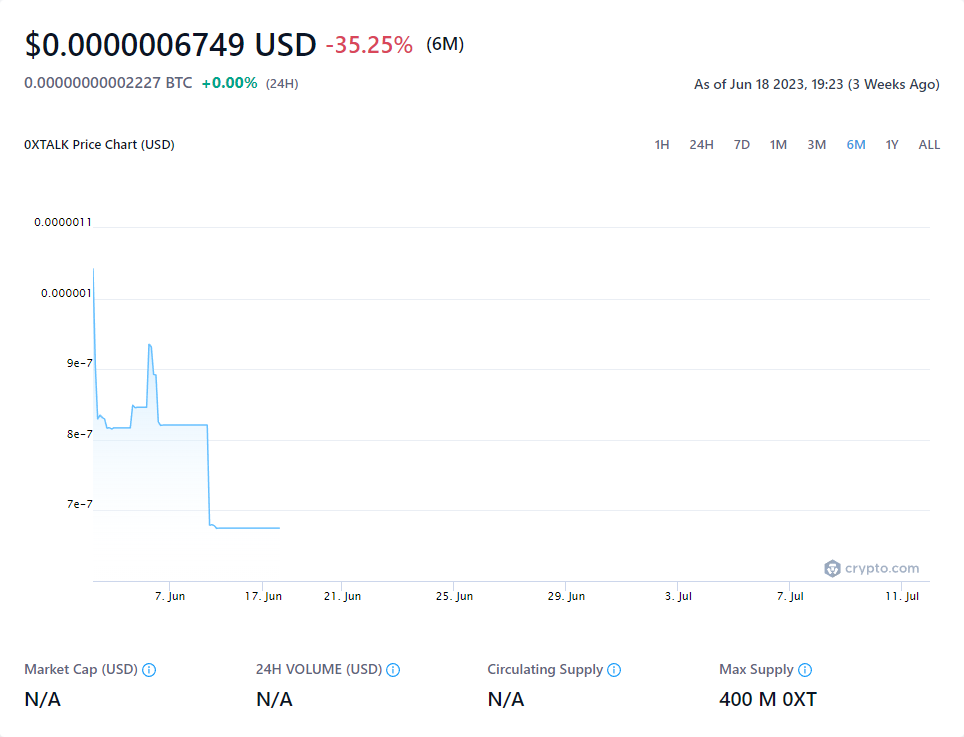 $0.0000006749 USD -35.25% (6M)
0.00000000002227 BTC +0.00% (24H)
As of Jun 18 2023, 19:23 (3 Weeks Ago)
0XTALK Price Chart (USD)
1H 24H 7D 1M 3M 6M 1Y ALL
0.0000011
0.000001
9e-7
8e-7
7e-7
crypto.com
7. Jun 17. Jun 21. Jun 25. Jun 29. Jun 3. Jul 7. Jul 11. Jul
Market Cap (USD) 24H VOLUME (USD) Circulating Supply Max Supply
N/A N/A N/A 400 M 0XT